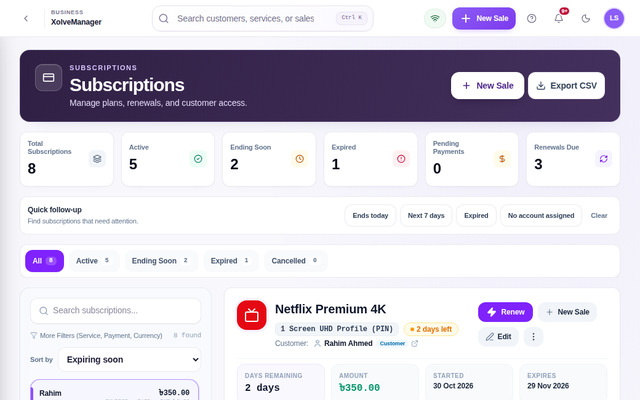 BUSINESS
XolveManager
Search customers, services, or sales
Ctrl K
New Sale
9+
LS
SUBSCRIPTIONS
Subscriptions
Manage plans, renewals, and customer access.
New Sale
Export CSV
Total Subscriptions
8
Active
5
Ending Soon
2
Expired
1
Pending Payments
0
Renewals Due
3
Quick follow-up
Find subscriptions that need attention.
Ends today
Next 7 days
Expired
No account assigned
Clear
All 8
Active 5
Ending Soon 2
Expired 1
Cancelled 0
Search subscriptions...
More Filters (Service, Payment, Currency)
8 found
Sort by
Expiring soon
Rahim
৳350.00
Netflix Premium 4K
1 Screen UHD Profile (PIN)
2 days left
Customer: Rahim Ahmed Customer
Renew
New Sale
Edit
DAYS REMAINING
2 days
AMOUNT
৳350.00
STARTED
30 Oct 2026
EXPIRES
29 Nov 2026